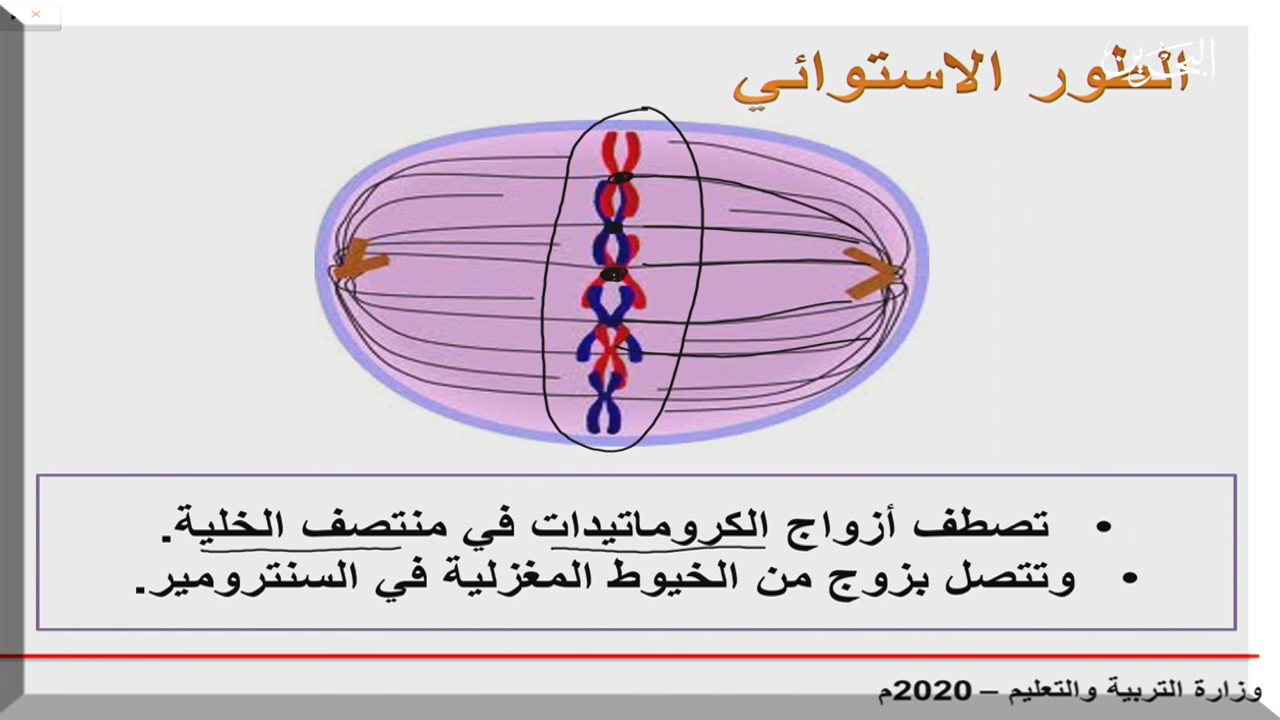 البحرين
الطور الاستوائي
• تصطف أزواج الكروماتيدات في منتصف الخلية.
• وتتصل بزوج من الخيوط المغزلية في السنترومير.
وزارة التربية والتعليم – 2020م